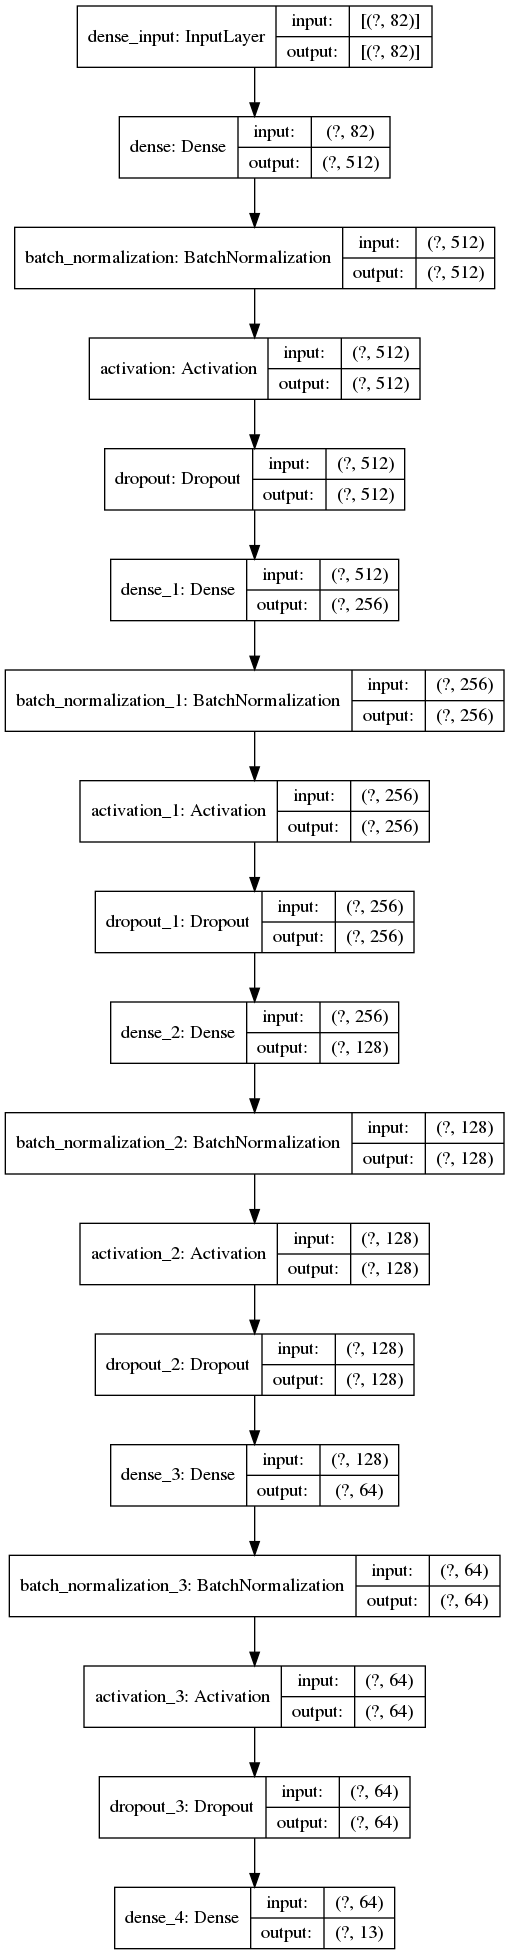 dense_input: InputLayer
input: [(?, 82)]
output: [(?, 82)]
dense: Dense
input: (?, 82)
output: (?, 512)
batch_normalization: BatchNormalization
input: (?, 512)
output: (?, 512)
activation: Activation
input: (?, 512)
output: (?, 512)
dropout: Dropout
input: (?, 512)
output: (?, 512)
dense_1: Dense
input: (?, 512)
output: (?, 256)
batch_normalization_1: BatchNormalization
input: (?, 256)
output: (?, 256)
activation_1: Activation
input: (?, 256)
output: (?, 256)
dropout_1: Dropout
input: (?, 256)
output: (?, 256)
dense_2: Dense
input: (?, 256)
output: (?, 128)
batch_normalization_2: BatchNormalization
input: (?, 128)
output: (?, 128)
activation_2: Activation
input: (?, 128)
output: (?, 128)
dropout_2: Dropout
input: (?, 128)
output: (?, 128)
dense_3: Dense
input: (?, 128)
output: (?, 64)
batch_normalization_3: BatchNormalization
input: (?, 64)
output: (?, 64)
activation_3: Activation
input: (?, 64)
output: (?, 64)
dropout_3: Dropout
input: (?, 64)
output: (?, 64)
dense_4: Dense
input: (?, 64)
output: (?, 13)